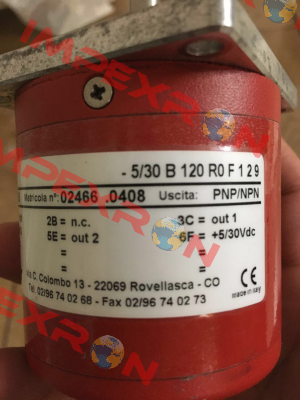 - 5/30 B 120 R0 F 1 2 9
Matricola n°: 02466 0408 Uscita: PNP/NPN
2B = n.c. 3C = out 1
5E = out 2 6F = +5/30Vdc
= =
= =
via C. Colombo 13 - 22069 Rovellasca - CO
Tel. 02/96 74 02 68 - Fax 02/96 74 02 73
CE
made in Italy
IMPEXRON
IMPEXRON